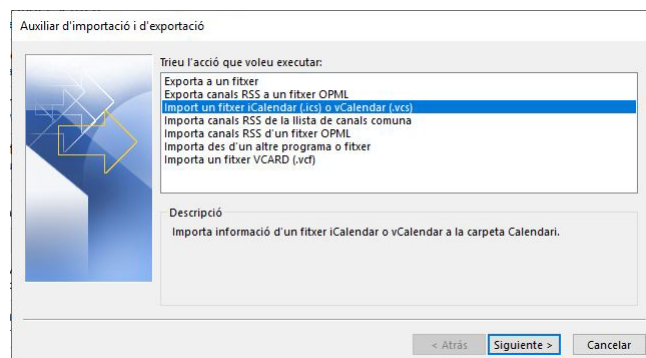 Auxiliar d'importació i d'exportació
Trieu l'acció que voleu executar:
Exporta a un fitxer
Exporta canals RSS a un fitxer OPML
Import un fitxer iCalendar (.ics) o vCalendar (.vcs)
Importa canals RSS de la llista de canals comuna
Importa canals RSS d'un fitxer OPML
Importa des d'un altre programa o fitxer
Importa un fitxer VCARD (.vcf)
Descripció
Importa informació d'un fitxer iCalendar o vCalendar a la carpeta Calendari.
< Atrás Siguiente > Cancelar